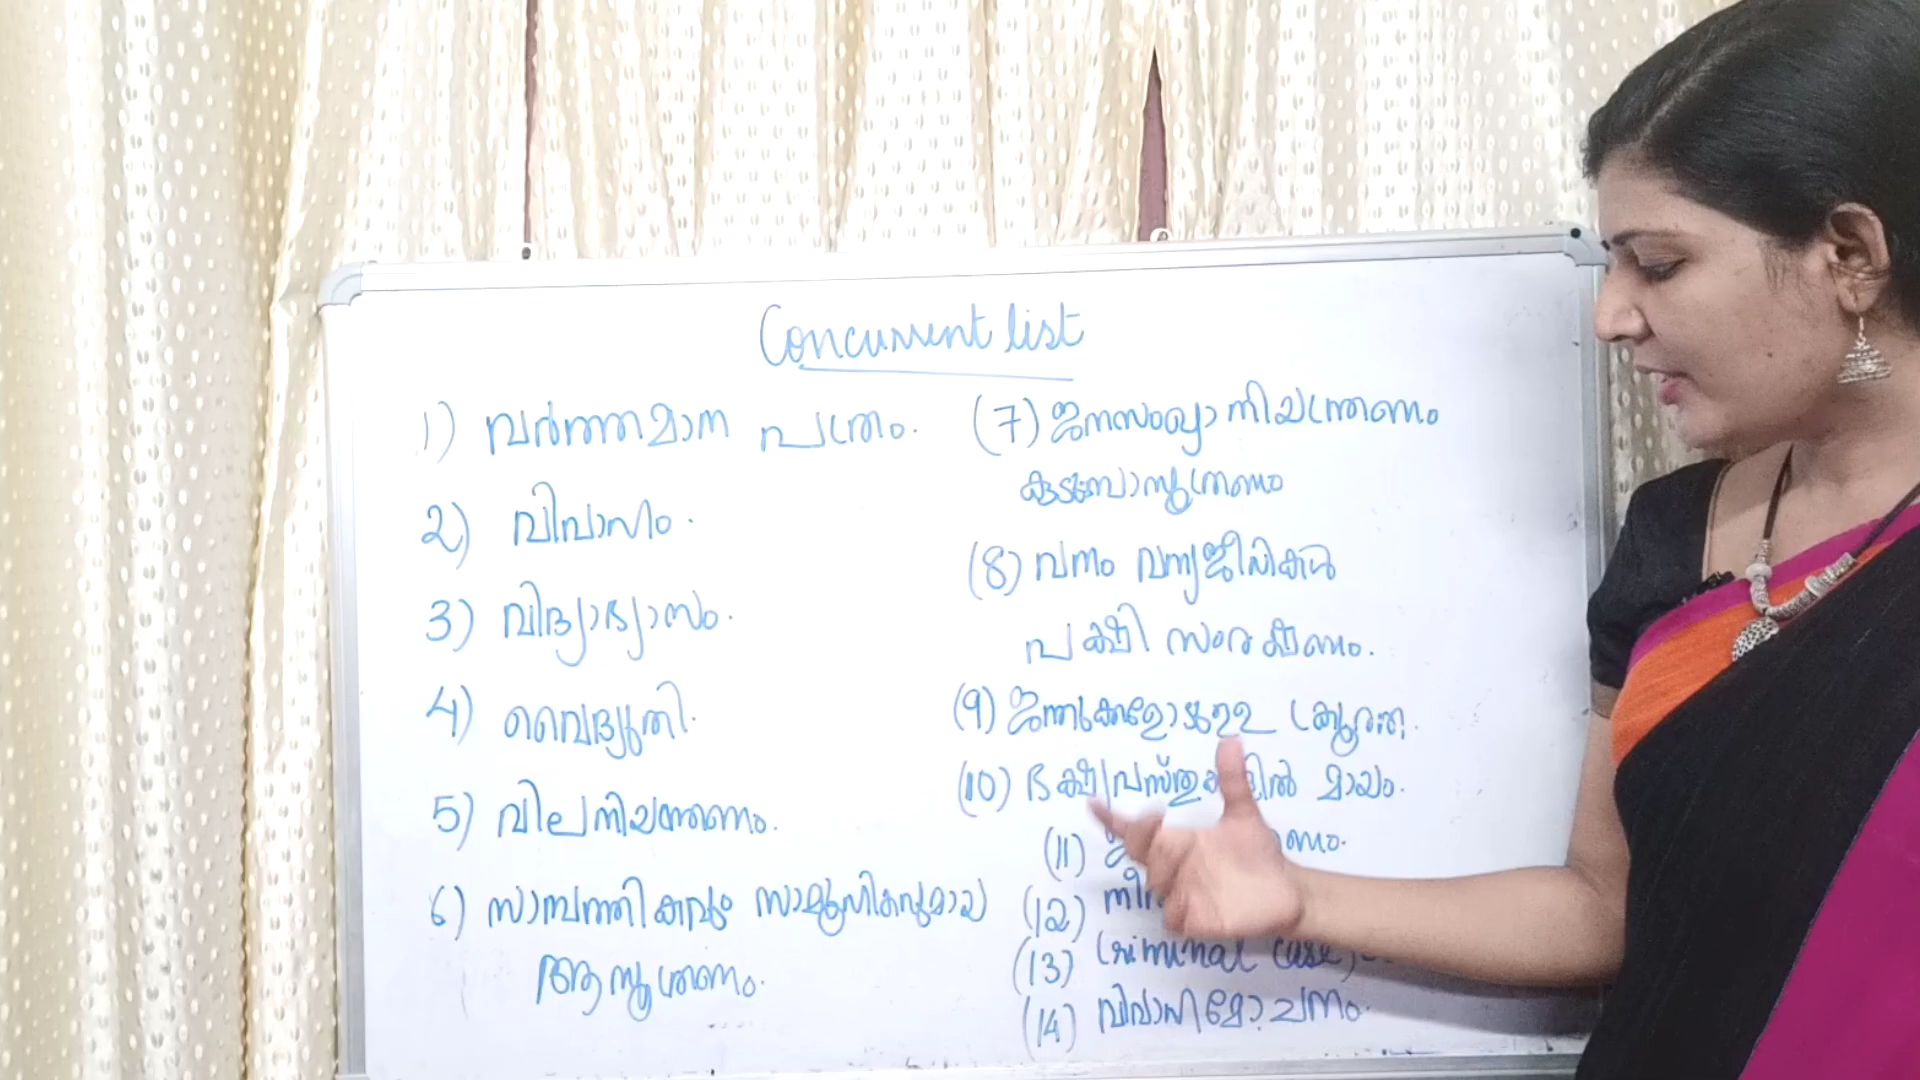 Concurrent list
1) വർത്തമാന പത്രം.
2) വിവാഹം.
3) വിദ്യാഭ്യാസം.
4) വൈദ്യുതി.
5) വില നിയന്ത്രണം.
6) സാമ്പത്തികവും സാമൂഹികവുമായ
ആസൂത്രണം.
(7) ജനസംഖ്യാ നിയന്ത്രണം
കുടുംബാസൂത്രണം
(8) വനം വന്യജീവികൾ
പക്ഷി സംരക്ഷണം.
(9) ജന്തുക്കളോടുള്ള ക്രൂരത.
(10) ഭക്ഷ്യവസ്തുക്കളിൽ മായം.
(11)
(12)
(13) Criminal case,
(14) വിവാഹമോചനം.